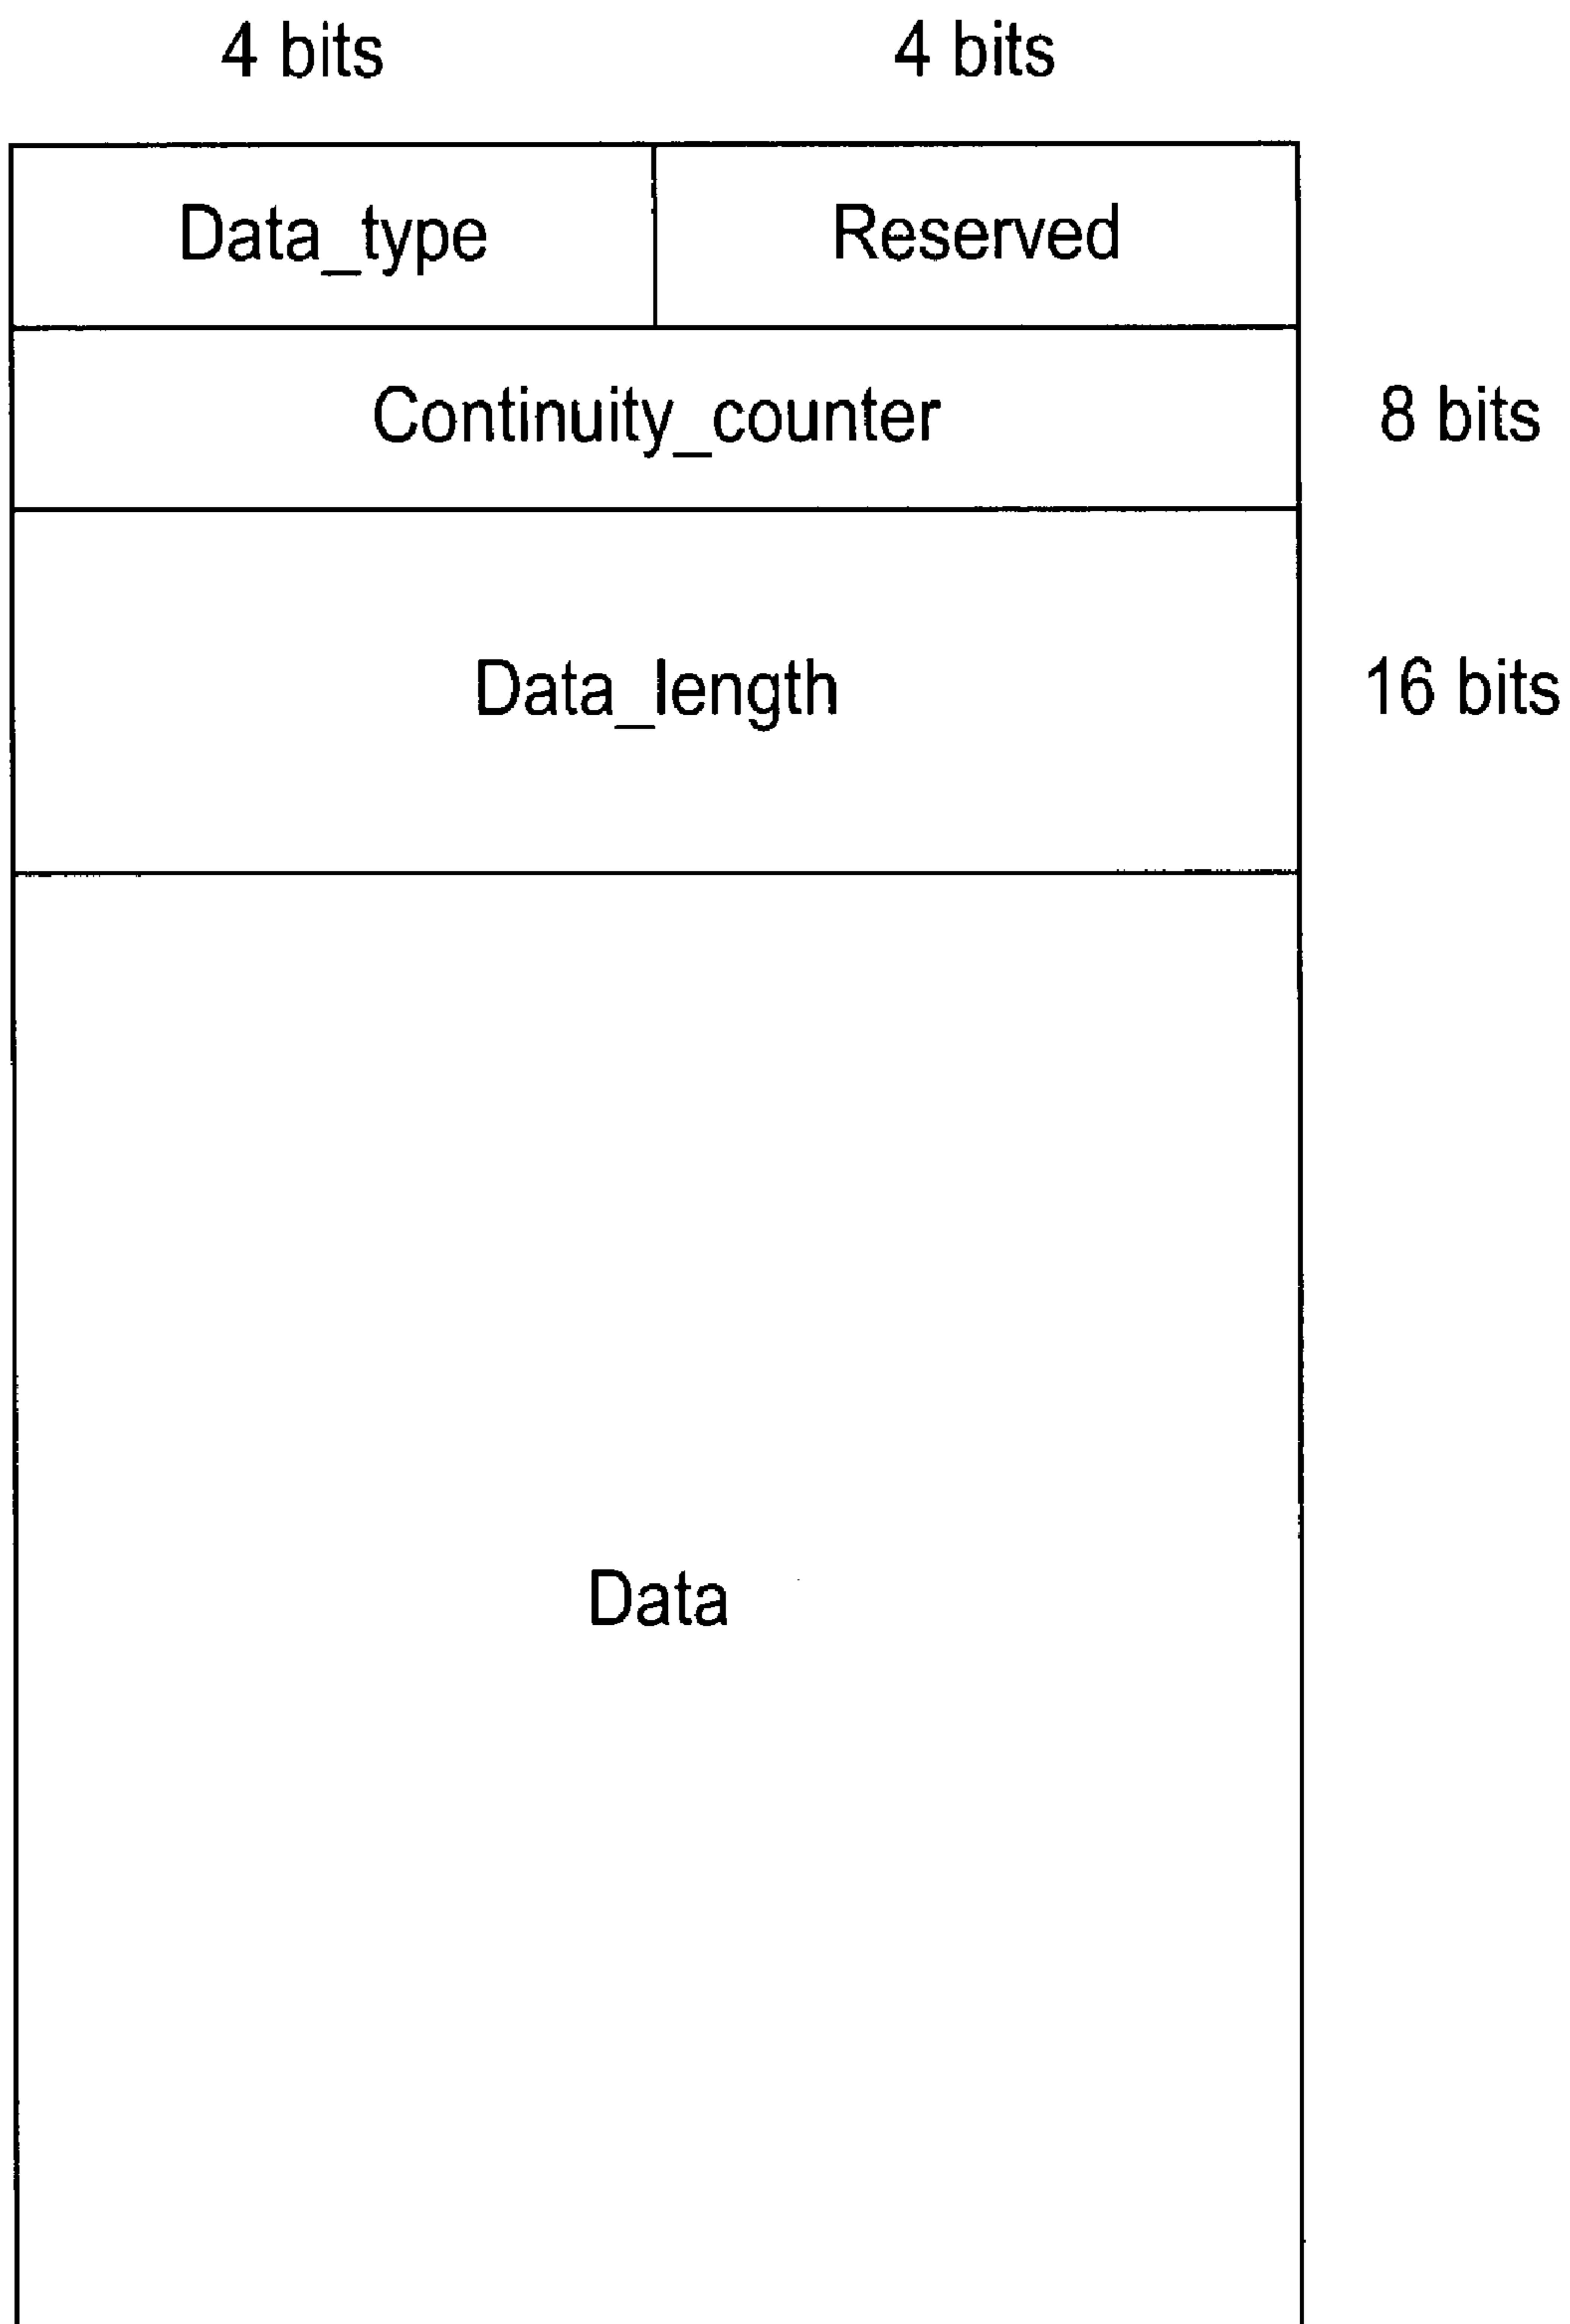 4 bits 4 bits
Data_type Reserved
Continuity_counter 8 bits
Data_length 16 bits
Data